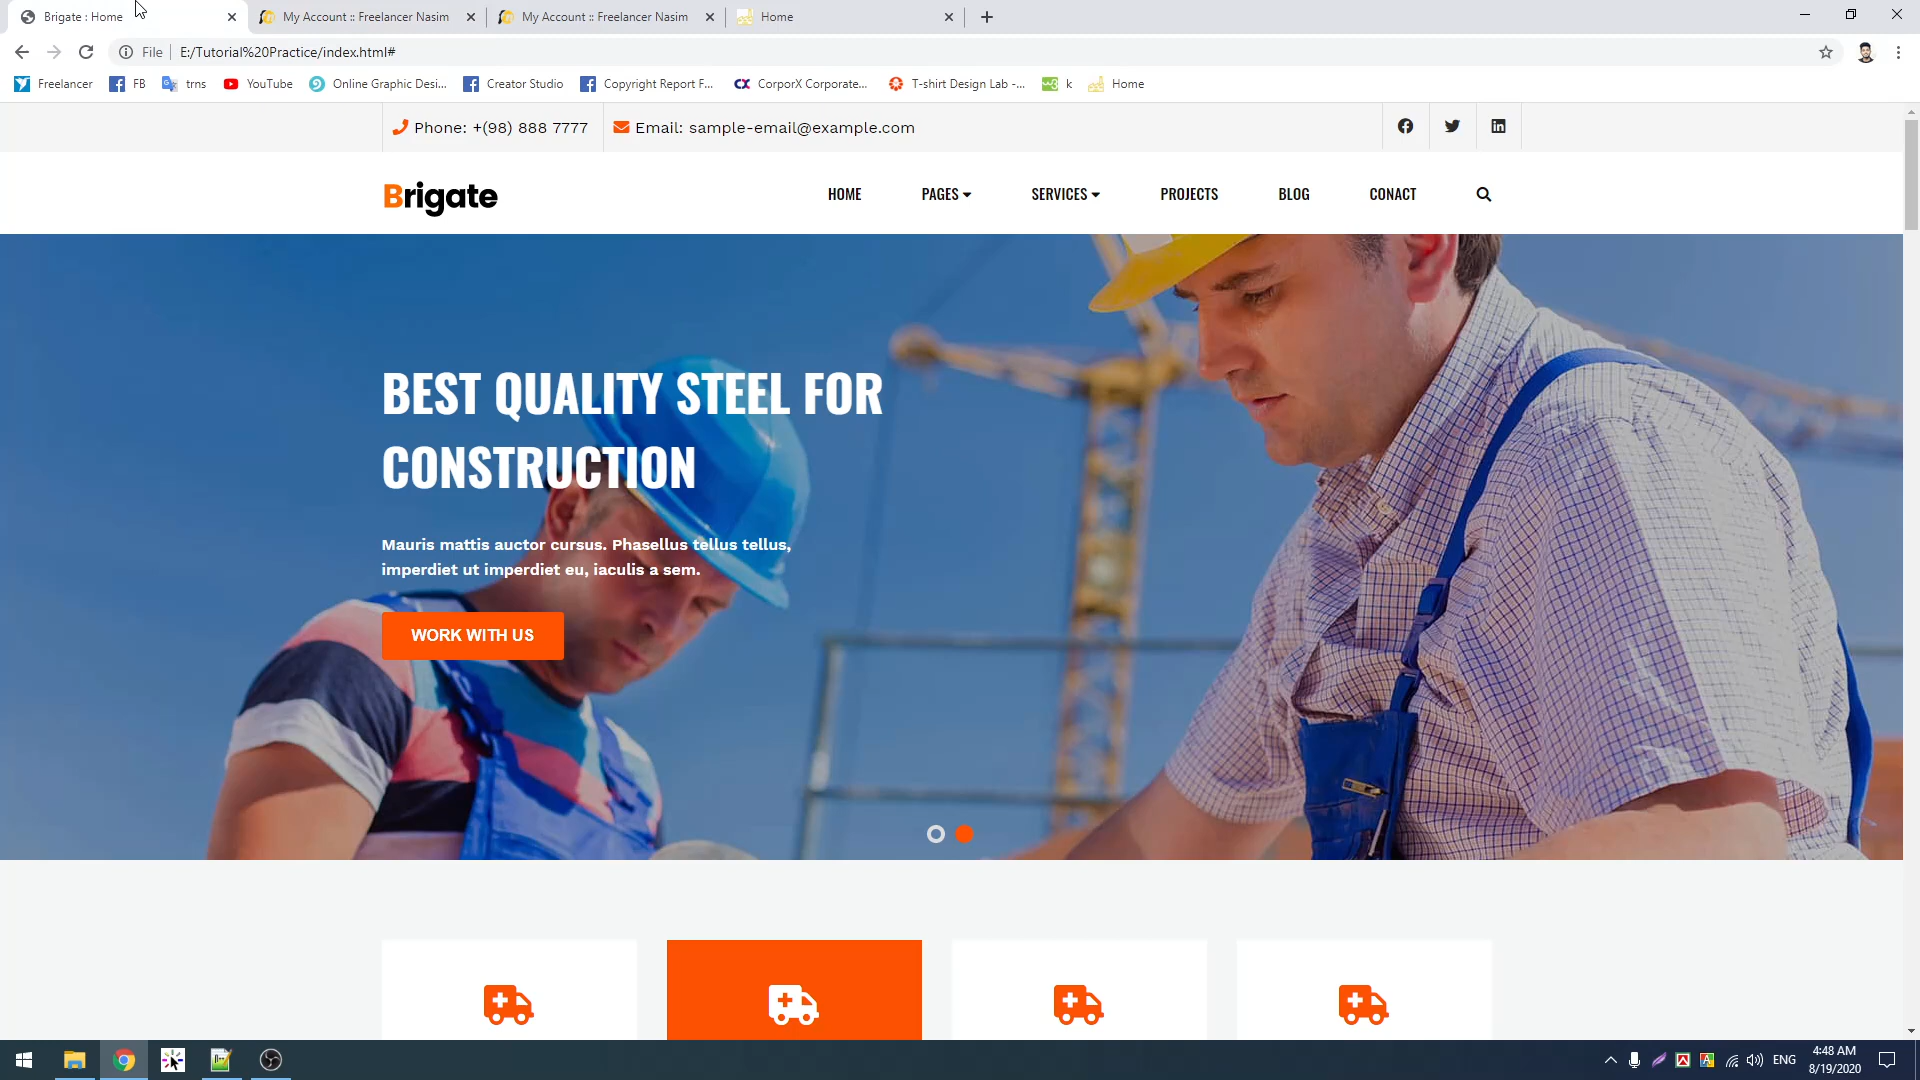 Brigate : Home
My Account :: Freelancer Nasim
My Account :: Freelancer Nasim
Home
File
E:/Tutorial%20Practice/index.html#
Freelancer
FB
trns
YouTube
Online Graphic Desi...
Creator Studio
Copyright Report F...
CX CorporX Corporate...
T-shirt Design Lab -...
k
Home
Phone: +(98) 888 7777
Email: sample-email@example.com
Brigate
HOME
PAGES
SERVICES
PROJECTS
BLOG
CONACT
BEST QUALITY STEEL FOR
CONSTRUCTION
Mauris mattis auctor cursus. Phasellus tellus tellus,
imperdiet ut imperdiet eu, iaculis a sem.
WORK WITH US
ENG
4:48 AM
8/19/2020